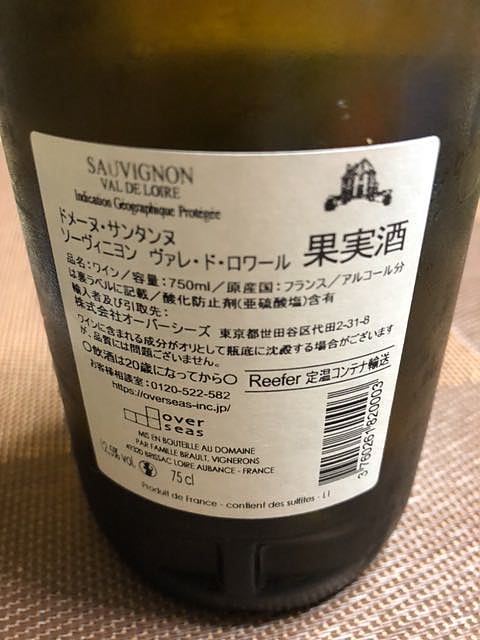 SAUVIGNON
VAL DE LOIRE
Indication Géographique Protégée
ドメーヌ・サンタンヌ
ソーヴィニヨン ヴァレ・ド・ロワール
果実酒
品名:ワイン/容量:750ml/原産国:フランス/アルコール分
は裏ラベルに記載/酸化防止剤(亜硫酸塩)含有
輸入者及び引取先:
株式会社オーバーシーズ 東京都世田谷区代田2-31-8
ワインに含まれる成分がオリとして瓶底に沈澱する場合がございます
が、品質には問題ございません。
〇飲酒は20歳になってから〇
お客様相談室:0120-522-582
https://overseas-inc.jp/
Reefer 定温コンテナ輸送
over
seas
MIS EN BOUTEILLE AU DOMAINE
PAR FAMILLE BRAULT, VIGNERONS
49320 BRISSAC LOIRE AUBANCE - FRANCE
12,5% vol.
75 cl
Produit de France - contient des sulfites - L1
3 760261 820003